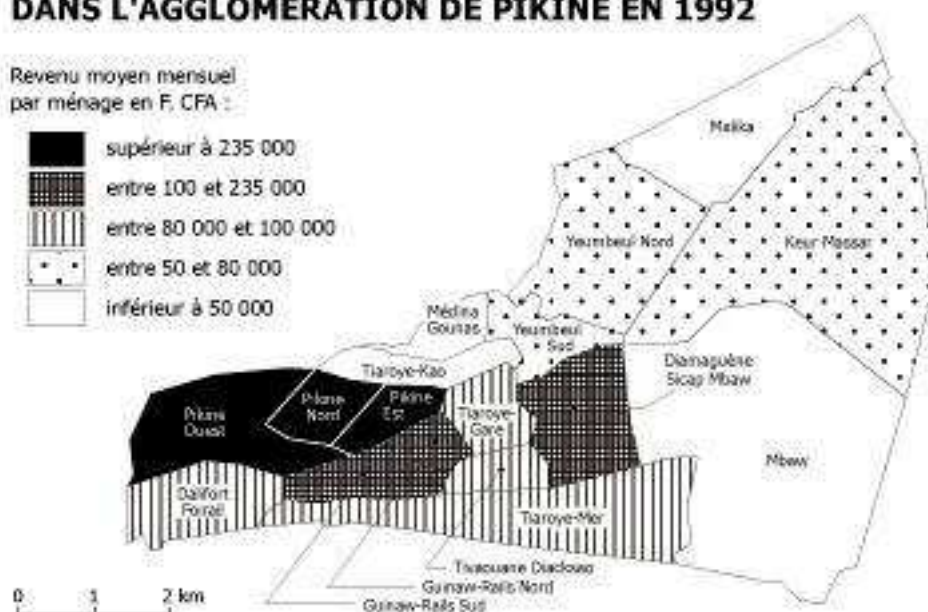 DANS L'AGGLOMÉRATION DE PIKINE EN 1992
Revenu moyen mensuel
par ménage en F. CFA :
supérieur à 235 000
entre 100 et 235 000
entre 80 000 et 100 000
entre 50 et 80 000
inférieur à 50 000
Malika
Yeumbeul Nord
Keur Massar
Médina
Gounas
Yeumbeul
Sud
Tiaroye-Kao
Diamaguène
Sicap Mbaw
Pikine
Nord
Pikine
Est
Pikine
Ouest
Tiaroye-
Gare
Mbaw
Dalifort
Foirail
Tiaroye-Mer
Tivaouane Diacksao
Guinaw-Rails Nord
Guinaw-Rails Sud
0 1 2 km